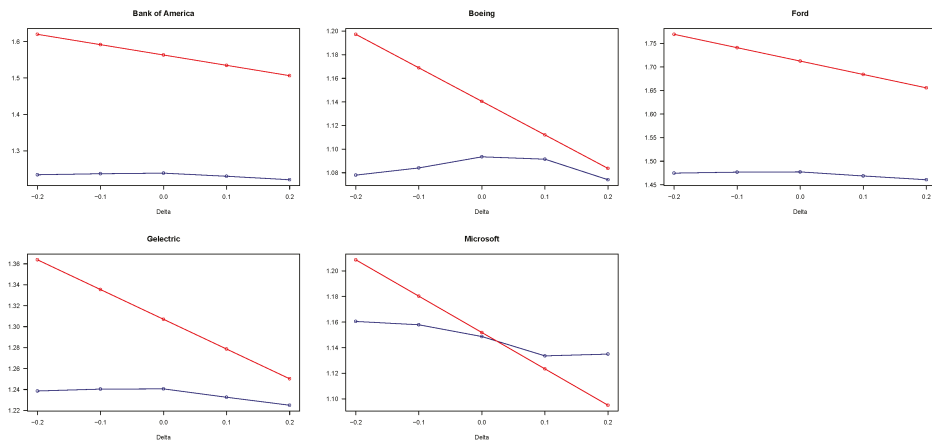 Bank of America
1.6
1.5
1.4
1.3
−0.2 −0.1 0.0 0.1 0.2
Delta
Boeing
1.20
1.18
1.16
1.14
1.12
1.10
1.08
−0.2 −0.1 0.0 0.1 0.2
Delta
Ford
1.75
1.70
1.65
1.60
1.55
1.50
1.45
−0.2 −0.1 0.0 0.1 0.2
Delta
Gelectric
1.36
1.34
1.32
1.30
1.28
1.26
1.24
1.22
−0.2 −0.1 0.0 0.1 0.2
Delta
Microsoft
1.20
1.18
1.16
1.14
1.12
1.10
−0.2 −0.1 0.0 0.1 0.2
Delta